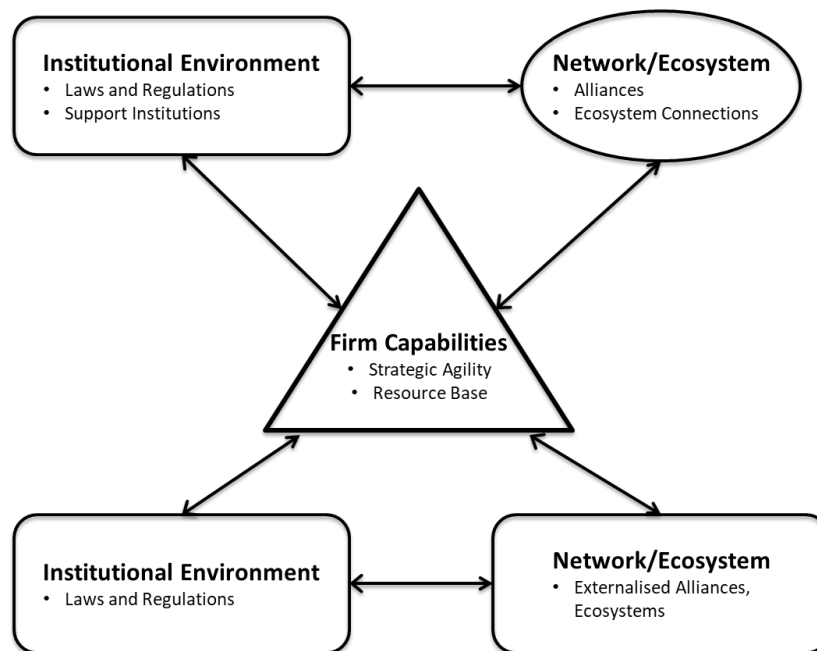 Institutional Environment
• Laws and Regulations
• Support Institutions
Network/Ecosystem
• Alliances
• Ecosystem Connections
Firm Capabilities
• Strategic Agility
• Resource Base
Institutional Environment
• Laws and Regulations
Network/Ecosystem
• Externalised Alliances,
Ecosystems